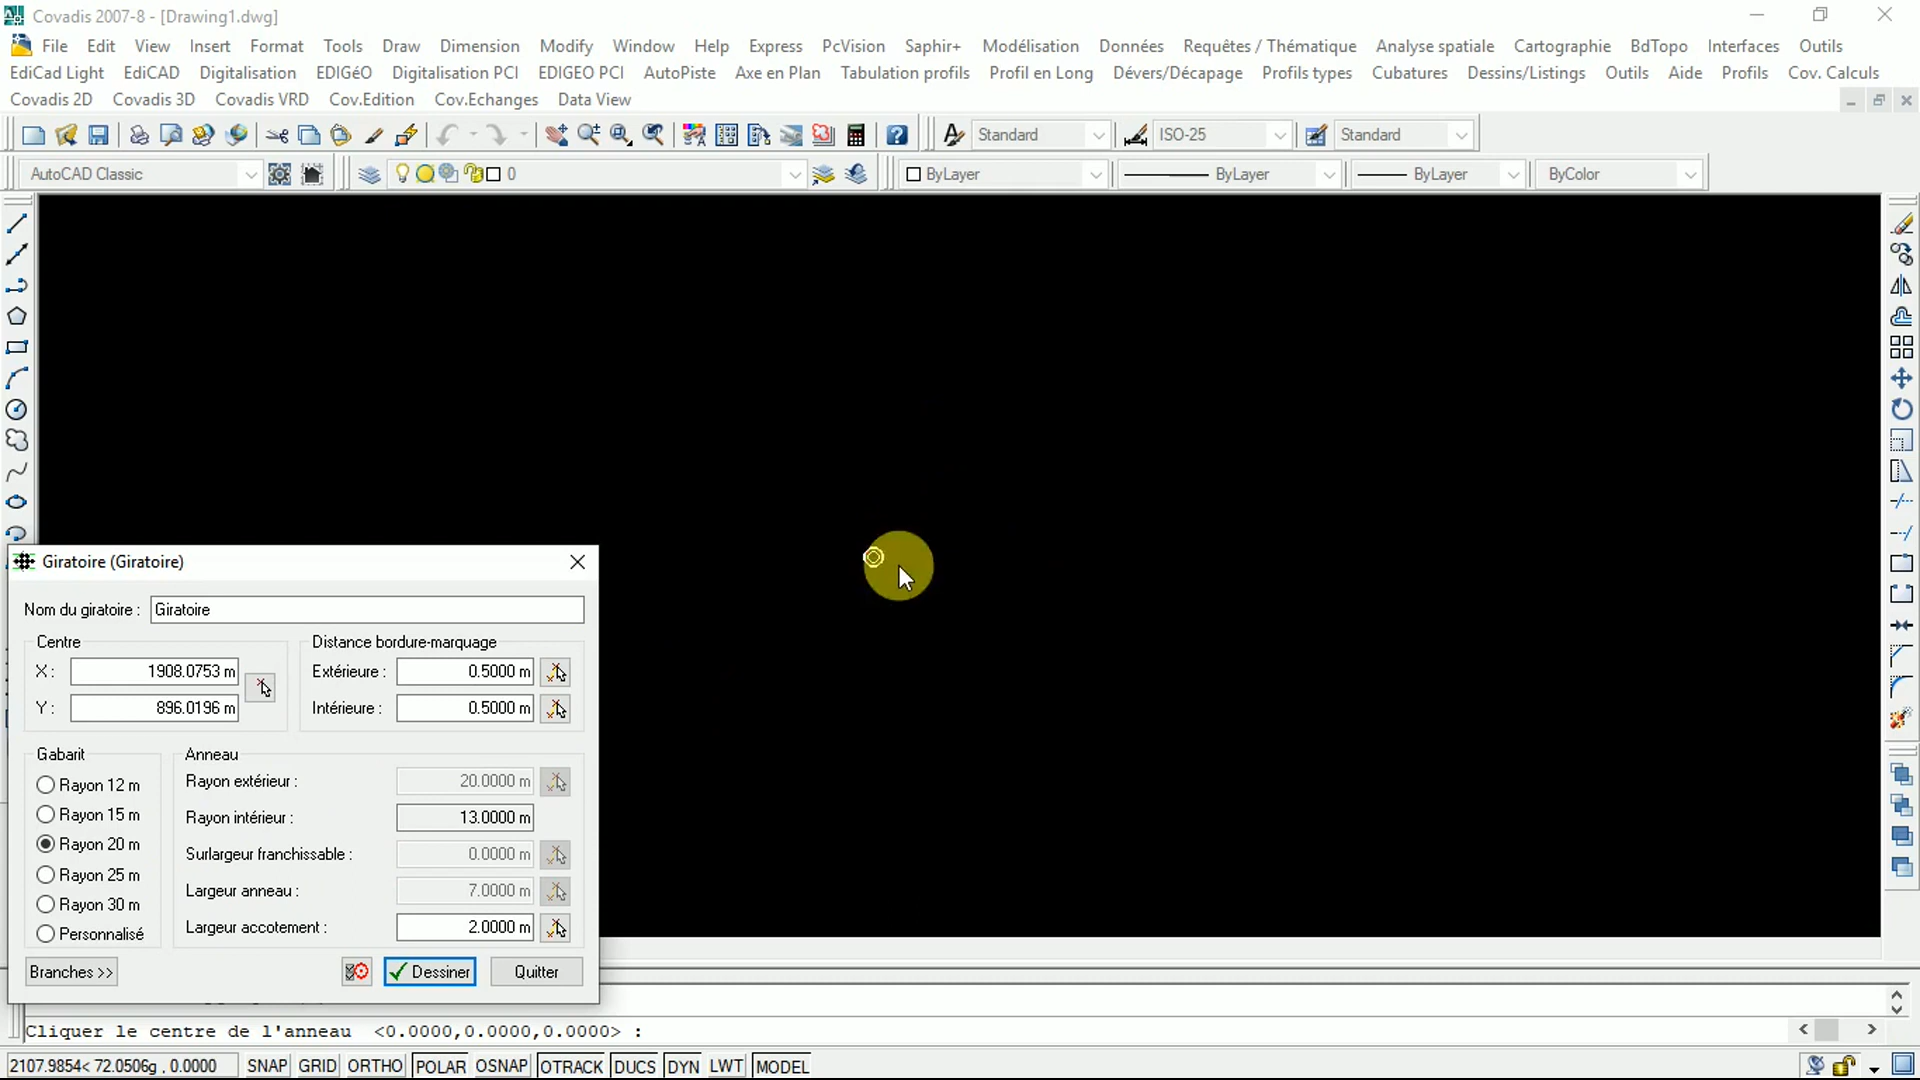 Covadis 2007-8 - [Drawing1.dwg]
File Edit View Insert Format Tools Draw Dimension Modify Window Help Express PcVision Saphir+ Modélisation Données Requêtes / Thématique Analyse spatiale Cartographie BdTopo Interfaces Outils
EdiCad Light EdiCAD Digitalisation EDIGéO Digitalisation PCI EDIGEO PCI AutoPiste Axe en Plan Tabulation profils Profil en Long Dévers/Décapage Profils types Cubatures Dessins/Listings Outils Aide Profils Cov. Calculs
Covadis 2D Covadis 3D Covadis VRD Cov.Edition Cov.Echanges Data View
Standard ISO-25 Standard
AutoCAD Classic 0 ByLayer ByLayer ByLayer ByColor
Giratoire (Giratoire)
Nom du giratoire : Giratoire
Centre Distance bordure-marquage
X : 1908.0753 m Extérieure : 0.5000 m
Y : 896.0196 m Intérieure : 0.5000 m
Gabarit Anneau
Rayon 12 m Rayon extérieur : 20.0000 m
Rayon 15 m Rayon intérieur : 13.0000 m
Rayon 20 m Surlargeur franchissable : 0.0000 m
Rayon 25 m Largeur anneau : 7.0000 m
Rayon 30 m Largeur accotement : 2.0000 m
Personnalisé
Branches >> Dessiner Quitter
Cliquer le centre de l'anneau <0.0000,0.0000,0.0000> :
2107.9854< 72.0506g , 0.0000 SNAP GRID ORTHO POLAR OSNAP OTRACK DUCS DYN LWT MODEL